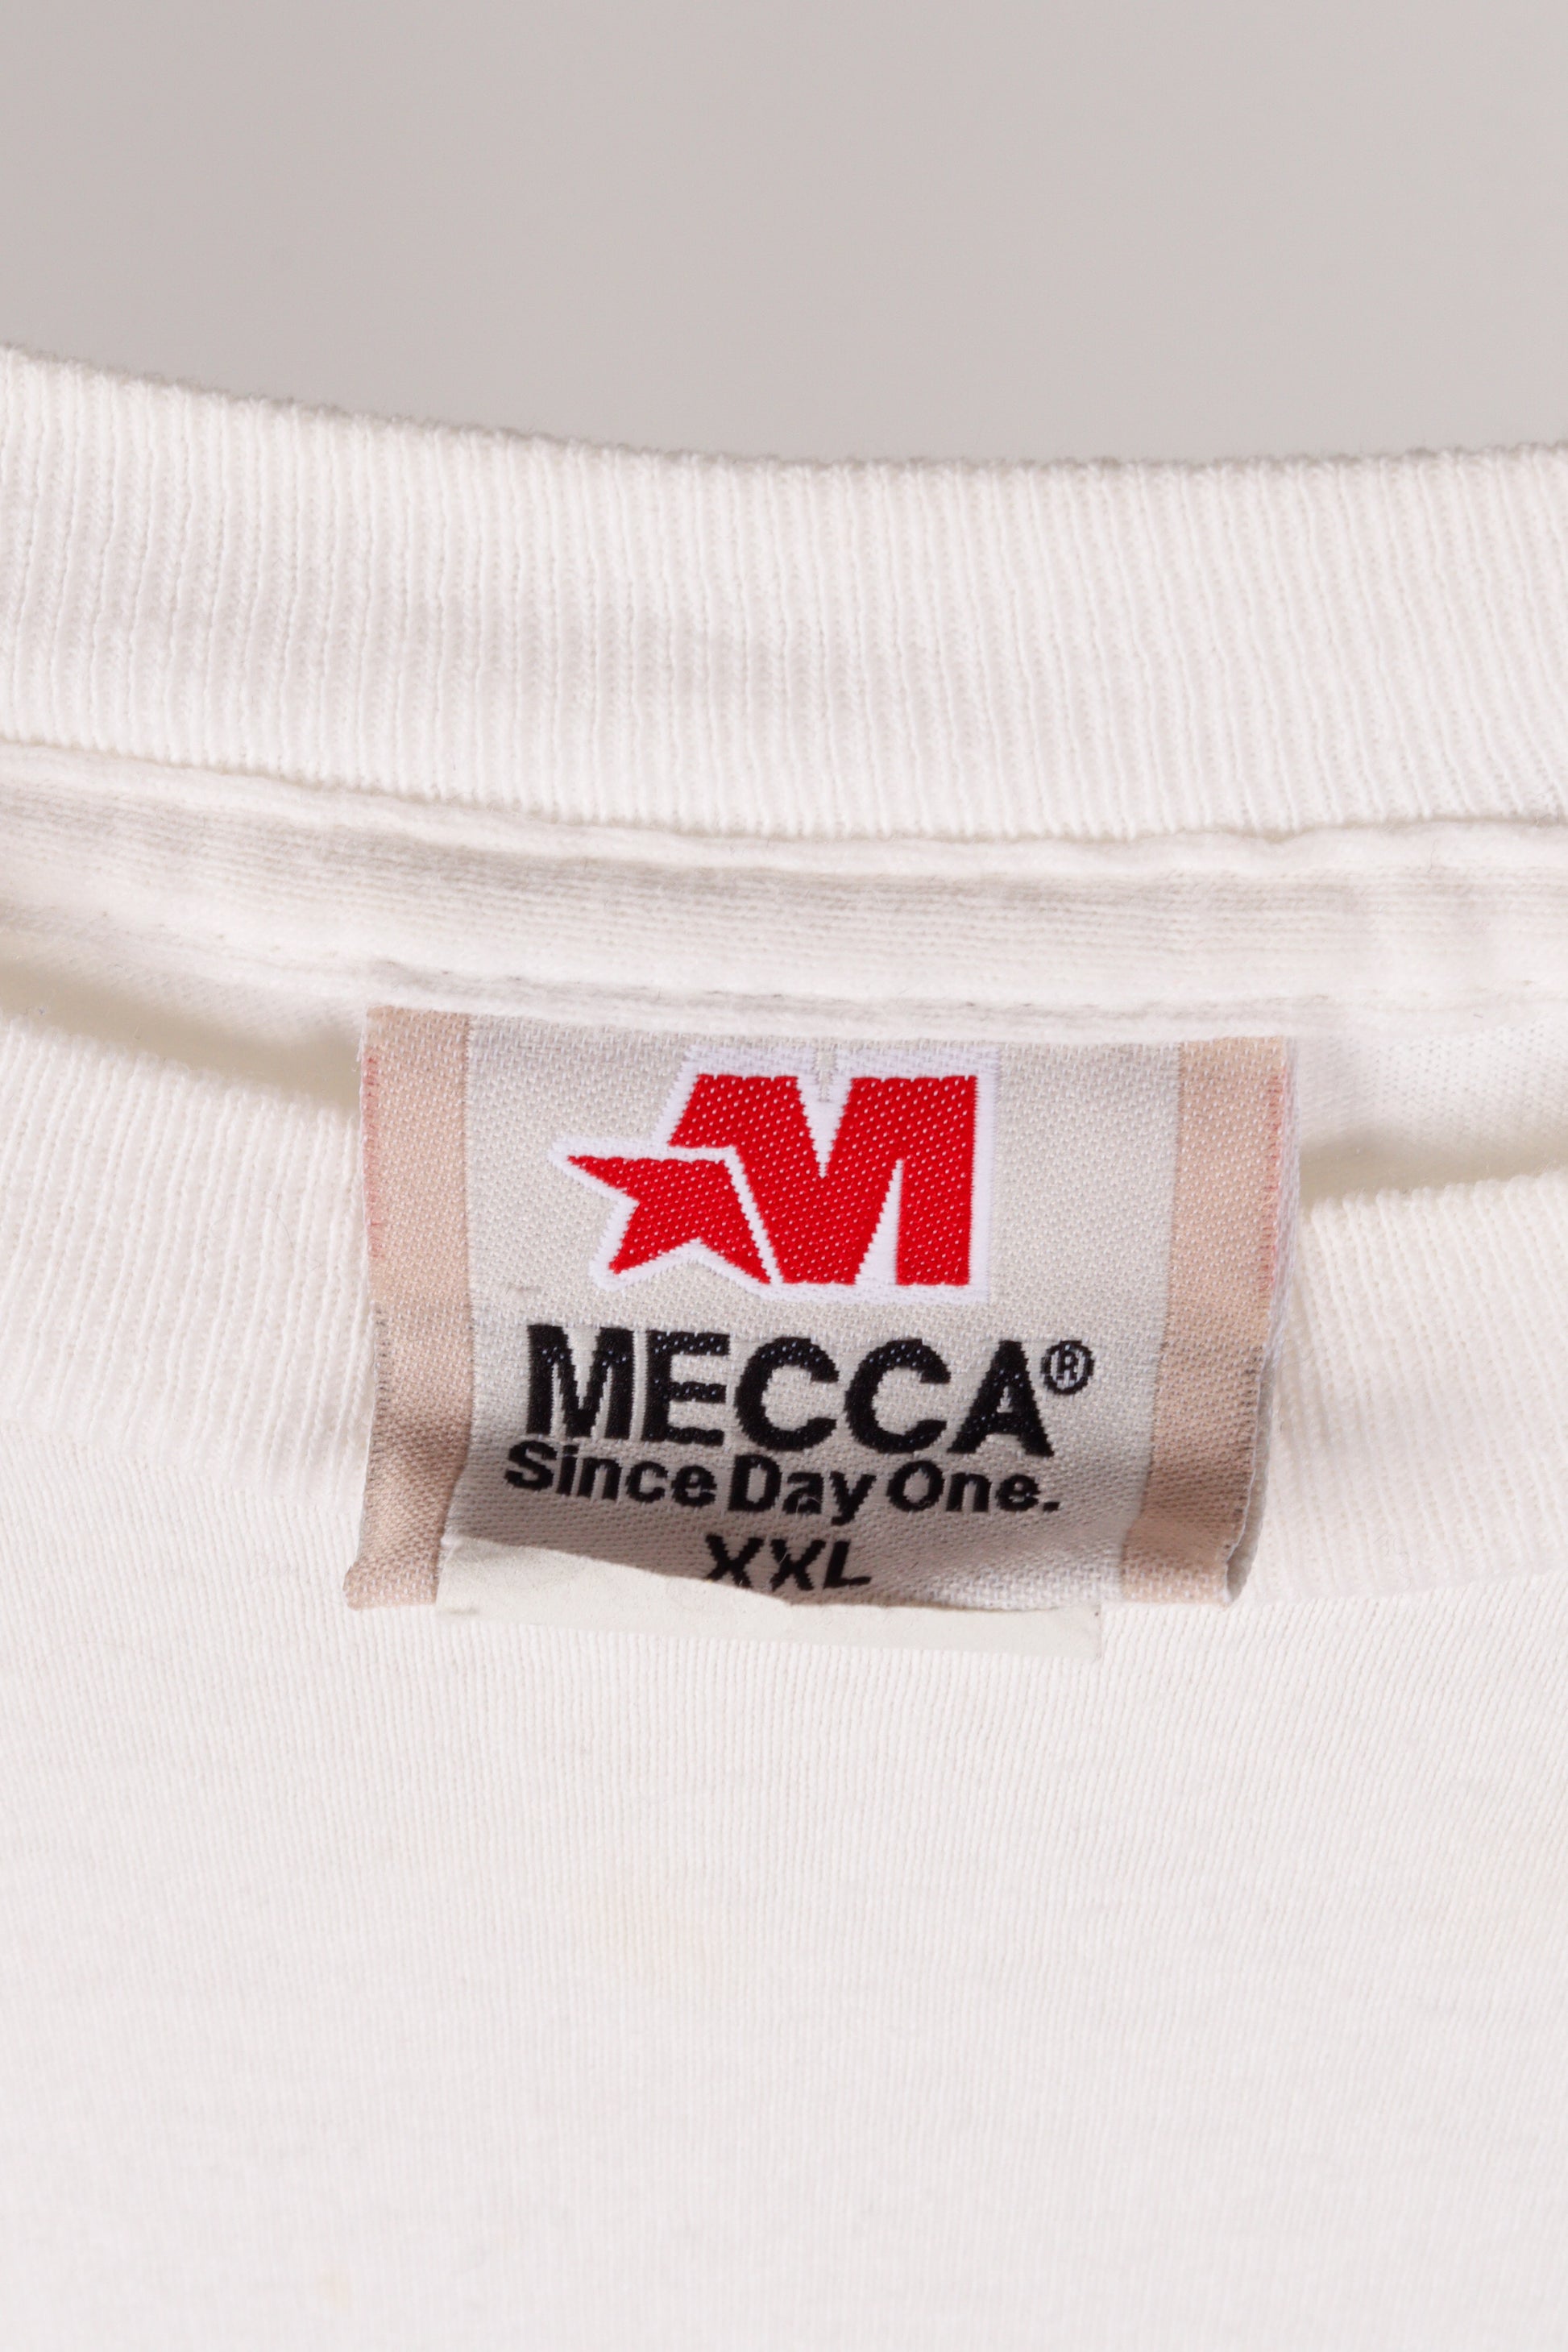 M
MECCA®
Since Day One.
XXL